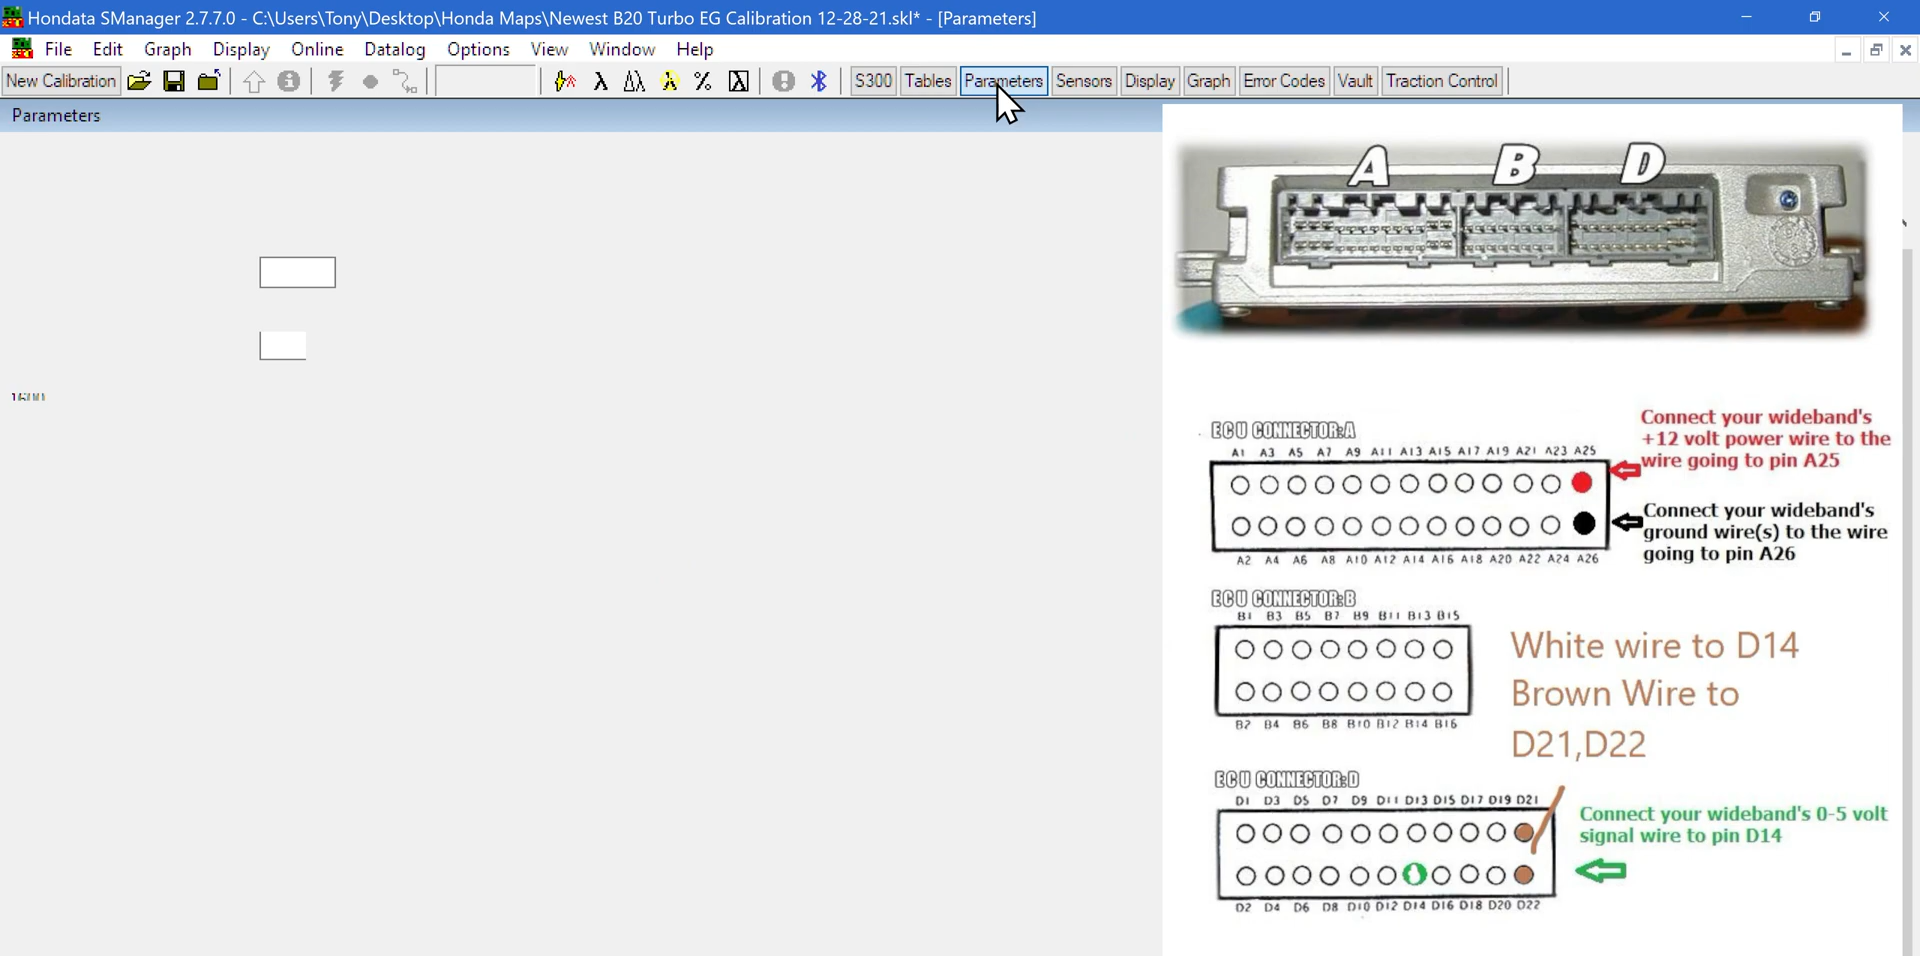 Hondata SManager 2.7.7.0 - C:\Users\Tony\Desktop\Honda Maps\Newest B20 Turbo EG Calibration 12-28-21.skl* - [Parameters]
File Edit Graph Display Online Datalog Options View Window Help
New Calibration S300 Tables Parameters Sensors Display Graph Error Codes Vault Traction Control
Parameters
A B D
Connect your wideband's
+12 volt power wire to the
wire going to pin A25
ECU CONNECTOR:A
A1 A3 A5 A7 A9 A11 A13 A15 A17 A19 A21 A23 A25
Connect your wideband's
ground wire(s) to the wire
going to pin A26
A2 A4 A6 A8 A10 A12 A14 A16 A18 A20 A22 A24 A26
ECU CONNECTOR:B
B1 B3 B5 B7 B9 B11 B13 B15
B2 B4 B6 B8 B10 B12 B14 B16
White wire to D14
Brown Wire to
D21,D22
ECU CONNECTOR:D
D1 D3 D5 D7 D9 D11 D13 D15 D17 D19 D21
Connect your wideband's 0-5 volt
signal wire to pin D14
D2 D4 D6 D8 D10 D12 D14 D16 D18 D20 D22